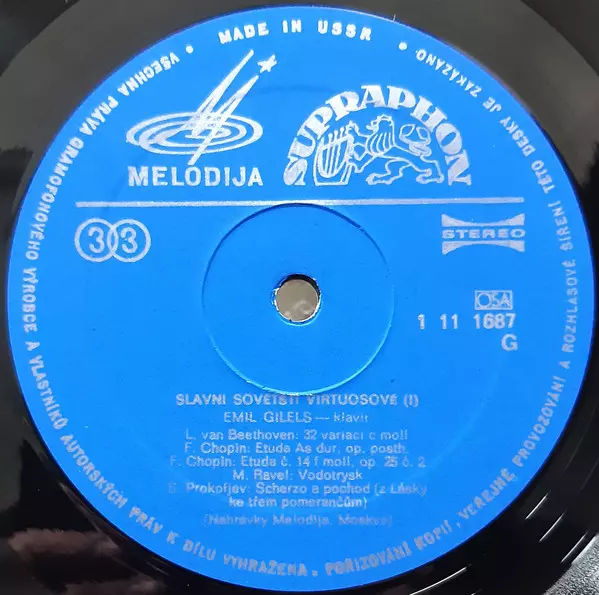 MADE IN USSR
MELODIJA
SUPRAPHON
33
STEREO
OSA
1 11 1687
G
SLAVNÍ SOVĚTŠTÍ VIRTUOSOVÉ (I)
EMIL GILELS — klavír
L. van Beethoven: 32 variací c moll
F. Chopin: Etuda As dur, op. posth.
F. Chopin: Etuda č. 14 f moll, op. 25 č. 2
M. Ravel: Vodotrysk
S. Prokofjev: Scherzo a pochod (z Lásky
ke třem pomerančům)
(Nahrávky Melodija, Moskva)
VŠECHNA PRÁVA GRAMOFONOVÉHO VÝROBCE A VLASTNÍKŮ AUTORSKÝCH PRÁV K DÍLU VYHRAŽENA. POŘIZOVÁNÍ KOPIÍ, VEŘEJNÉ PROVOZOVÁNÍ A ROZHLASOVÉ ŠÍŘENÍ TÉTO DESKY JE ZAKÁZÁNO